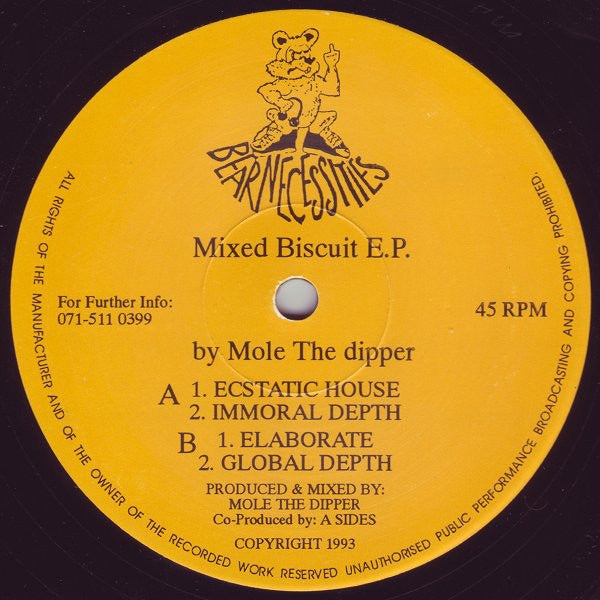 BEAR NECESSITIES
Mixed Biscuit E.P.
For Further Info:
071-511 0399
45 RPM
by Mole The dipper
A 1. ECSTATIC HOUSE
2. IMMORAL DEPTH
B 1. ELABORATE
2. GLOBAL DEPTH
PRODUCED & MIXED BY:
MOLE THE DIPPER
Co-Produced by: A SIDES
COPYRIGHT 1993
ALL RIGHTS OF THE MANUFACTURER AND OF THE OWNER OF THE RECORDED WORK RESERVED UNAUTHORISED PUBLIC PERFORMANCE BROADCASTING AND COPYING PROHIBITED.